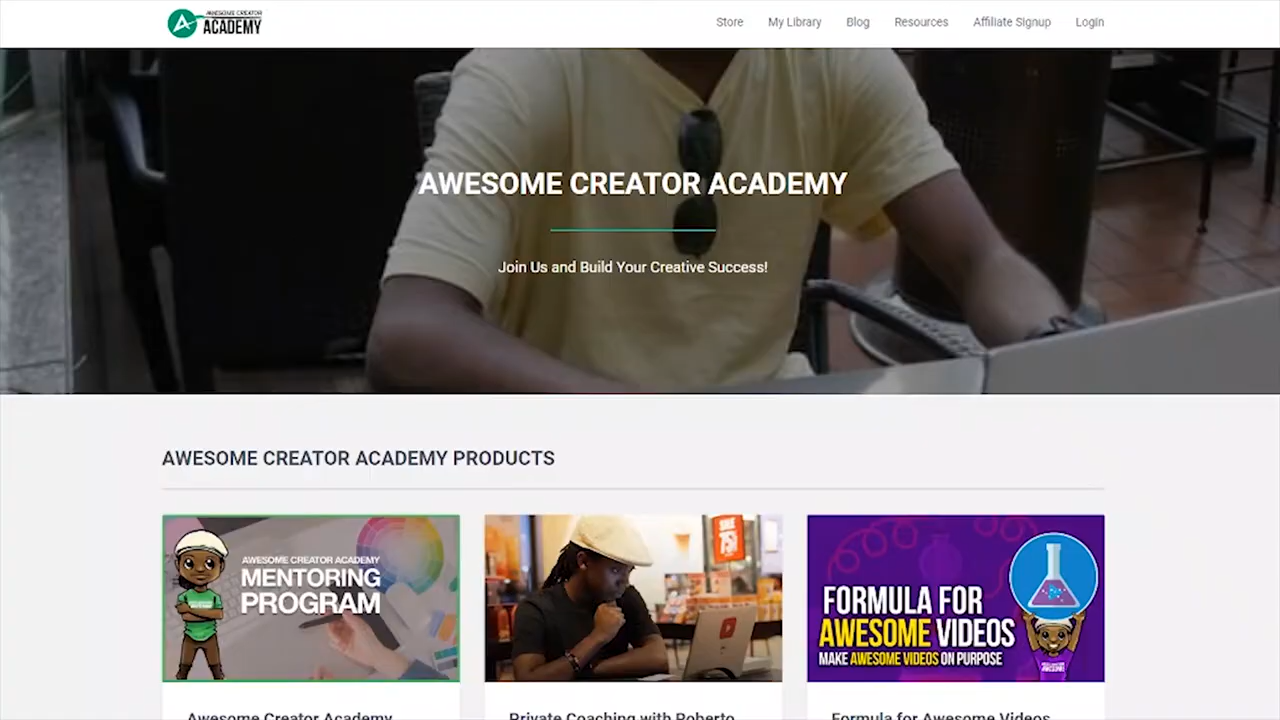 AWESOME CREATOR
ACADEMY
Store
My Library
Blog
Resources
Affiliate Signup
Login
AWESOME CREATOR ACADEMY
Join Us and Build Your Creative Success!
AWESOME CREATOR ACADEMY PRODUCTS
AWESOME CREATOR ACADEMY
MENTORING
PROGRAM
FORMULA FOR
AWESOME VIDEOS
MAKE AWESOME VIDEOS ON PURPOSE
Awesome Creator Academy
Private Coaching with Roberto
Formula for Awesome Videos